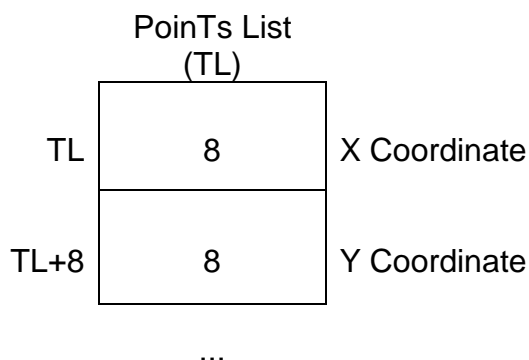 PoinTs List
(TL)
TL 8 X Coordinate
TL+8 8 Y Coordinate
...